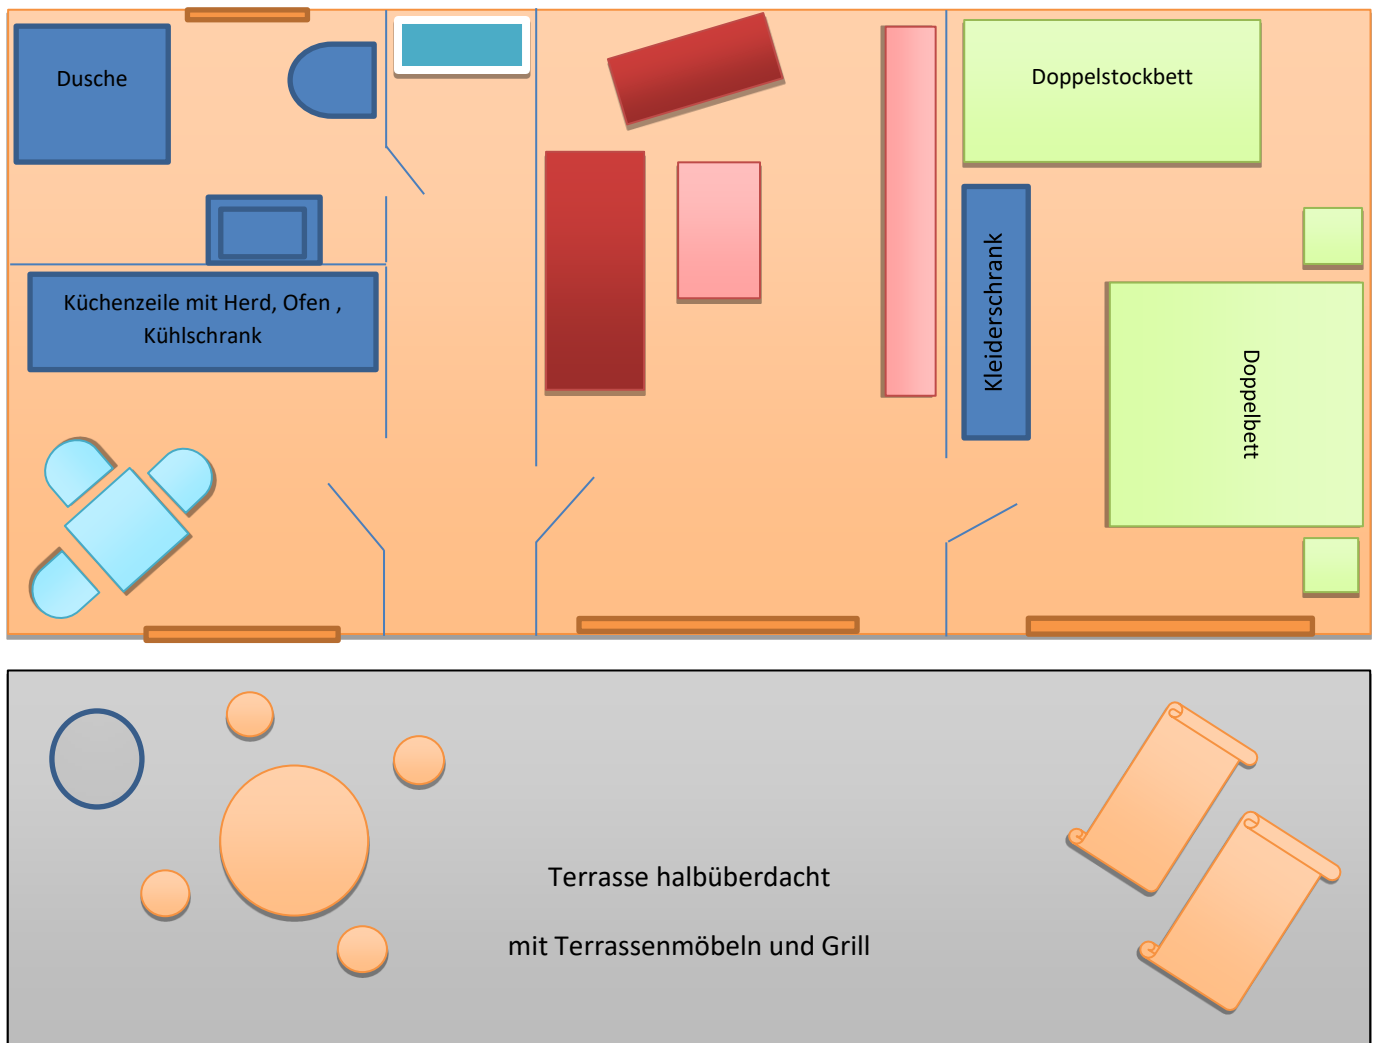 Dusche
Doppelstockbett
Küchenzeile mit Herd, Ofen ,
Kühlschrank
Kleiderschrank
Doppelbett
Terrasse halbüberdacht
mit Terrassenmöbeln und Grill